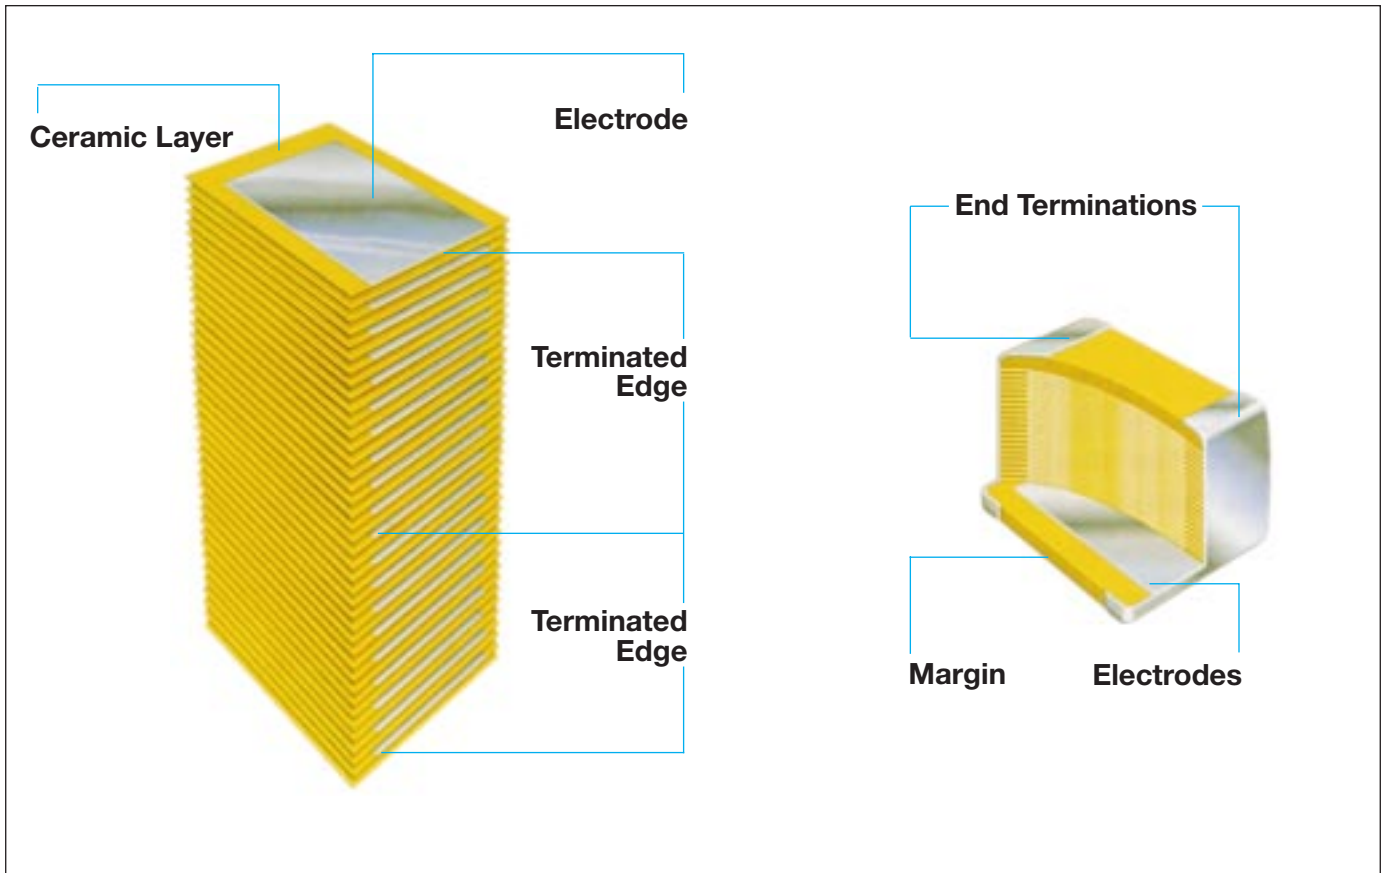 Ceramic Layer
Electrode
Terminated
Edge
Terminated
Edge
End Terminations
Margin
Electrodes